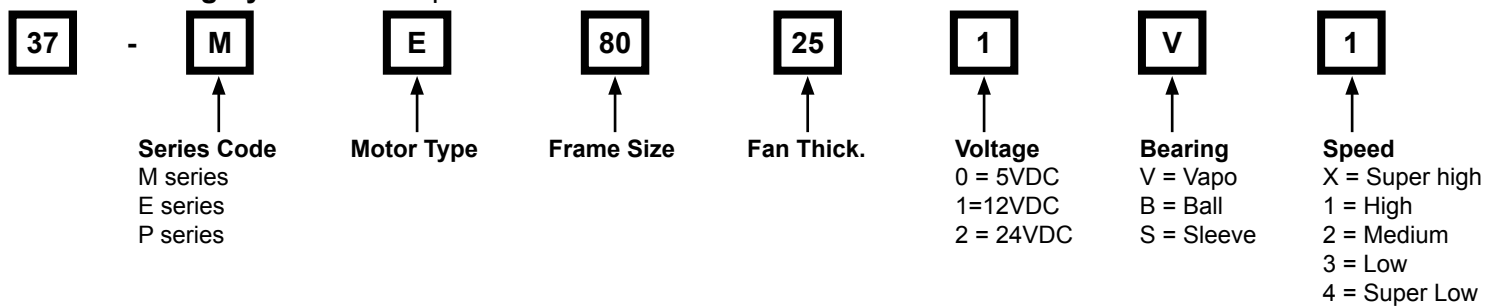 37 - M E 80 25 1 V 1
Series Code Motor Type Frame Size Fan Thick. Voltage Bearing Speed
M series 0 = 5VDC V = Vapo X = Super high
E series 1=12VDC B = Ball 1 = High
P series 2 = 24VDC S = Sleeve 2 = Medium
3 = Low
4 = Super Low